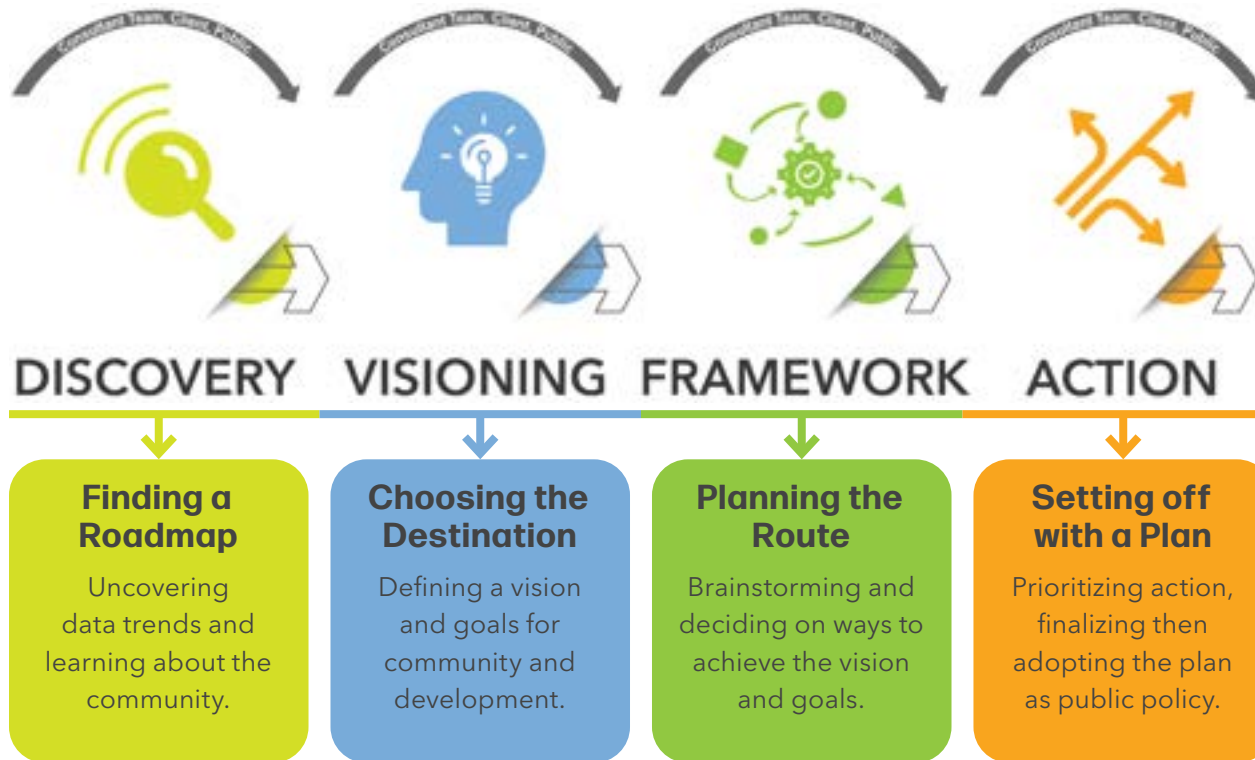 Consultant Team, Client, Public
Consultant Team, Client, Public
Consultant Team, Client, Public
Consultant Team, Client, Public
DISCOVERY
VISIONING
FRAMEWORK
ACTION
Finding a
Roadmap
Uncovering
data trends and
learning about the
community.
Choosing the
Destination
Defining a vision
and goals for
community and
development.
Planning the
Route
Brainstorming and
deciding on ways to
achieve the vision
and goals.
Setting off
with a Plan
Prioritizing action,
finalizing then
adopting the plan
as public policy.